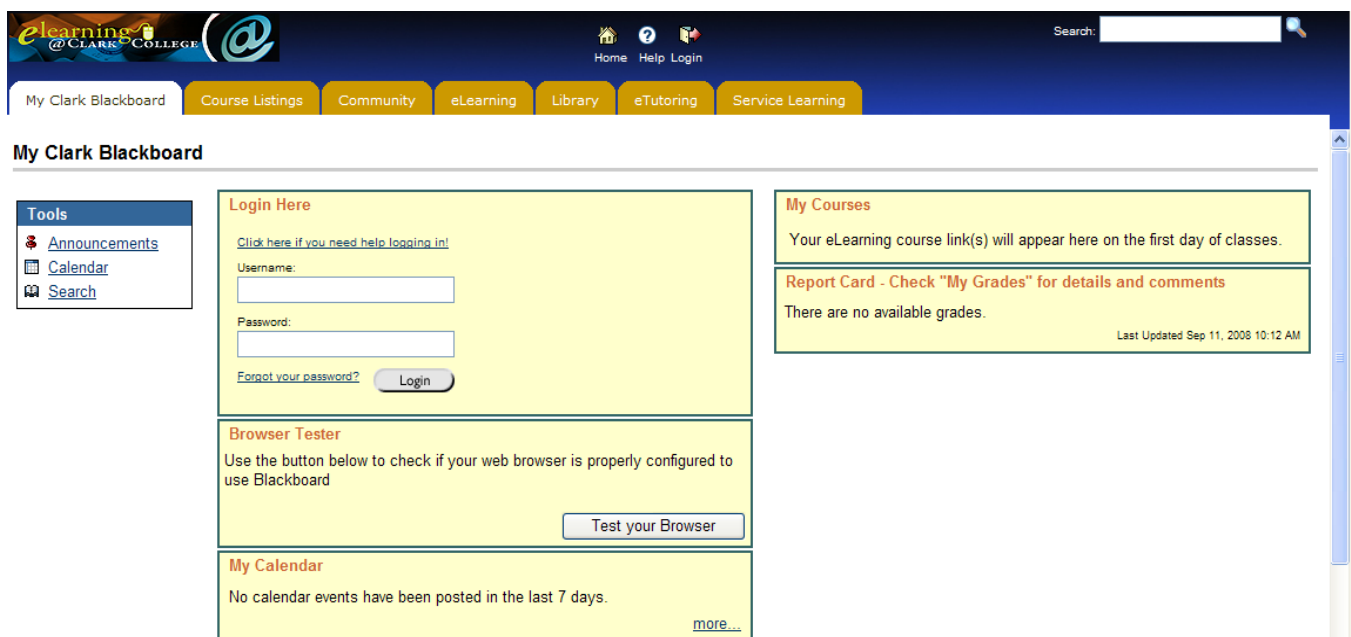 elearning
@ CLARK COLLEGE
@
Home Help Login
Search:
My Clark Blackboard Course Listings Community eLearning Library eTutoring Service Learning
My Clark Blackboard
Tools
Announcements
Calendar
Search
Login Here
Click here if you need help logging in!
Username:
Password:
Forgot your password? Login
Browser Tester
Use the button below to check if your web browser is properly configured to
use Blackboard
Test your Browser
My Calendar
No calendar events have been posted in the last 7 days.
more...
My Courses
Your eLearning course link(s) will appear here on the first day of classes.
Report Card - Check "My Grades" for details and comments
There are no available grades.
Last Updated Sep 11, 2008 10:12 AM